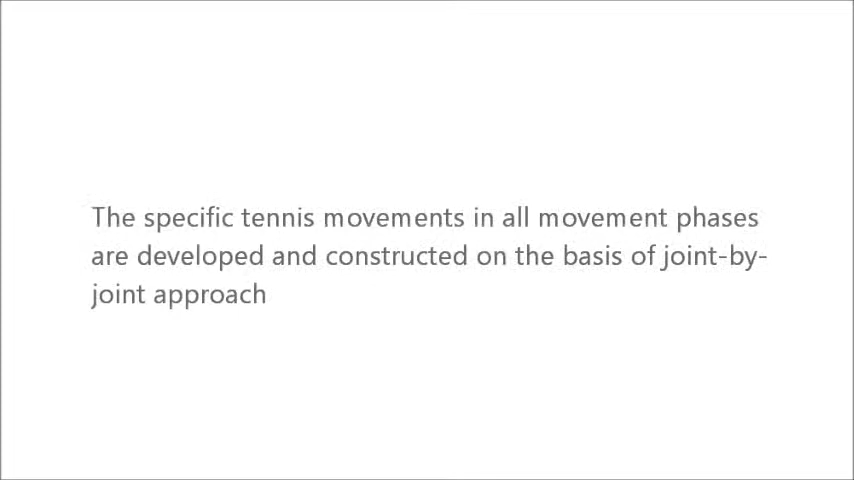 The specific tennis movements in all movement phases
are developed and constructed on the basis of joint-by-
joint approach